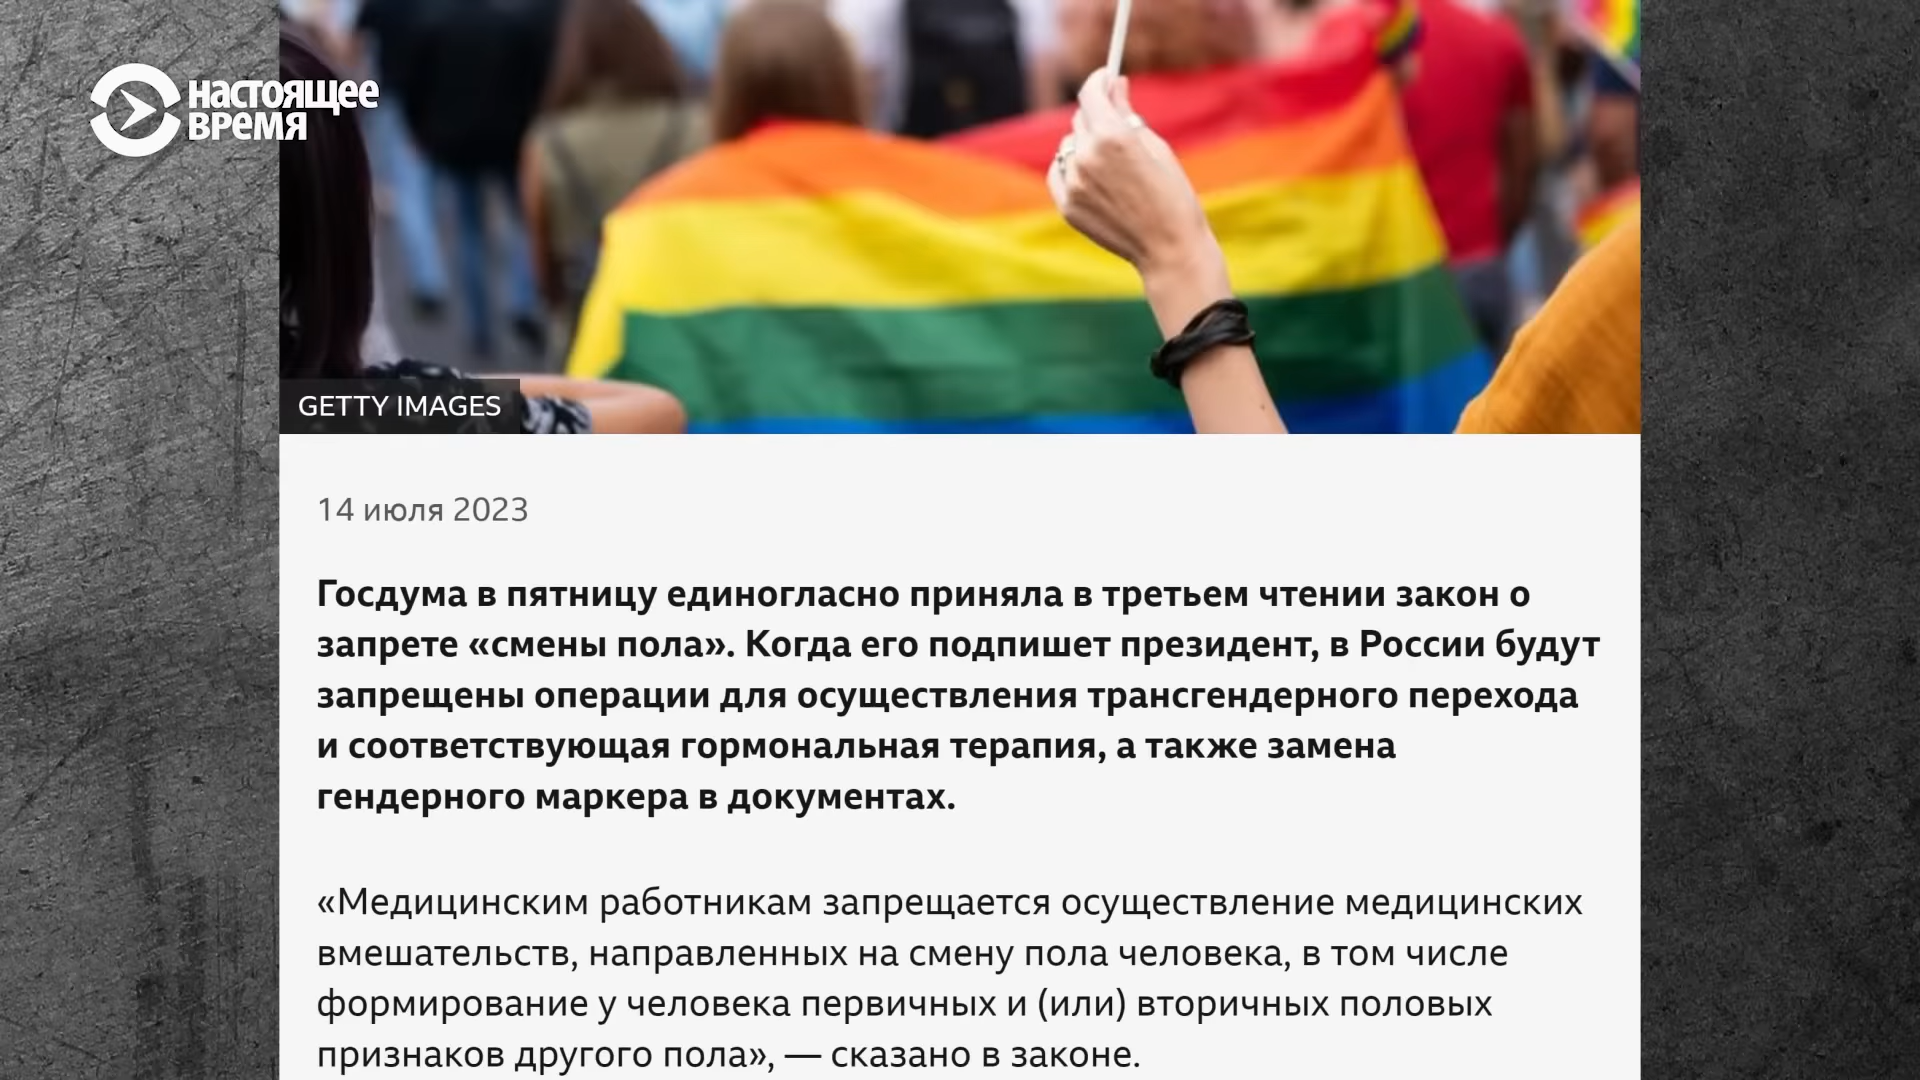 настоящее
время
GETTY IMAGES
14 июля 2023
Госдума в пятницу единогласно приняла в третьем чтении закон о
запрете «смены пола». Когда его подпишет президент, в России будут
запрещены операции для осуществления трансгендерного перехода
и соответствующая гормональная терапия, а также замена
гендерного маркера в документах.
«Медицинским работникам запрещается осуществление медицинских
вмешательств, направленных на смену пола человека, в том числе
формирование у человека первичных и (или) вторичных половых
признаков другого пола», — сказано в законе.